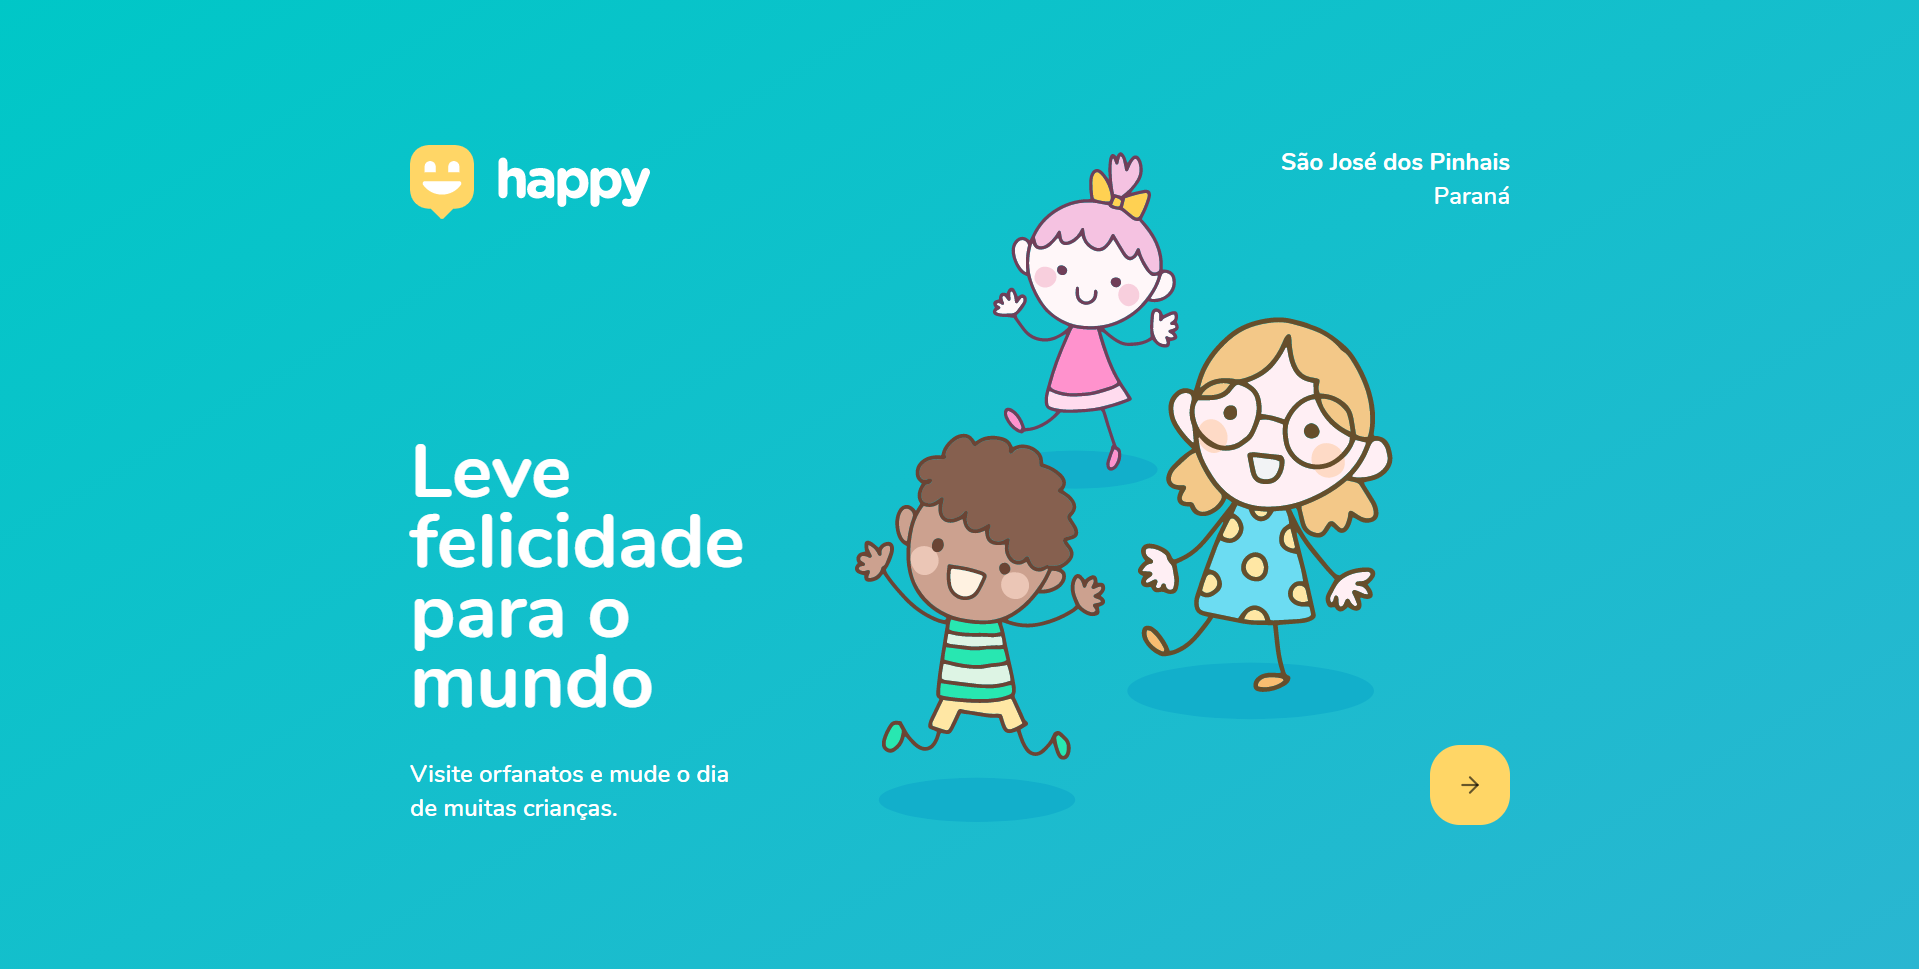 happy
São José dos Pinhais
Paraná
Leve
felicidade
para o
mundo
Visite orfanatos e mude o dia
de muitas crianças.